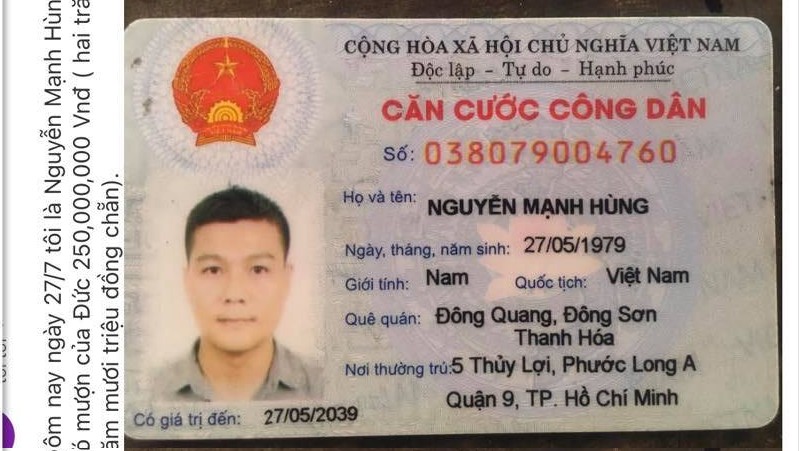 ôm nay ngày 27/7 tôi là Nguyễn Mạnh Hùn
ó mượn của Đức 250,000,000 Vnđ ( hai tră
ăm mươi triệu đồng chẵn).
CỘNG HÒA XÃ HỘI CHỦ NGHĨA VIỆT NAM
Độc lập - Tự do - Hạnh phúc
CĂN CƯỚC CÔNG DÂN
Số: 038079004760
Họ và tên: NGUYỄN MẠNH HÙNG
Ngày, tháng, năm sinh: 27/05/1979
Giới tính: Nam Quốc tịch: Việt Nam
Quê quán: Đông Quang, Đông Sơn
Thanh Hóa
Nơi thường trú: 5 Thủy Lợi, Phước Long A
Quận 9, TP. Hồ Chí Minh
Có giá trị đến: 27/05/2039